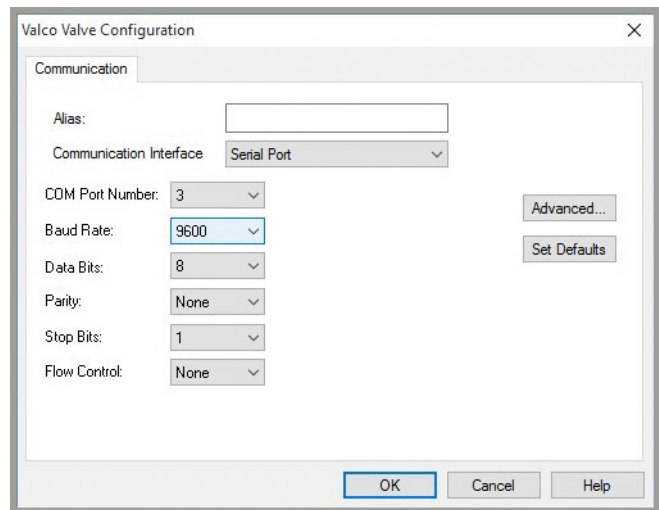 Valco Valve Configuration
Communication
Alias:
Communication Interface Serial Port
COM Port Number: 3
Baud Rate: 9600
Data Bits: 8
Parity: None
Stop Bits: 1
Flow Control: None
Advanced...
Set Defaults
OK Cancel Help